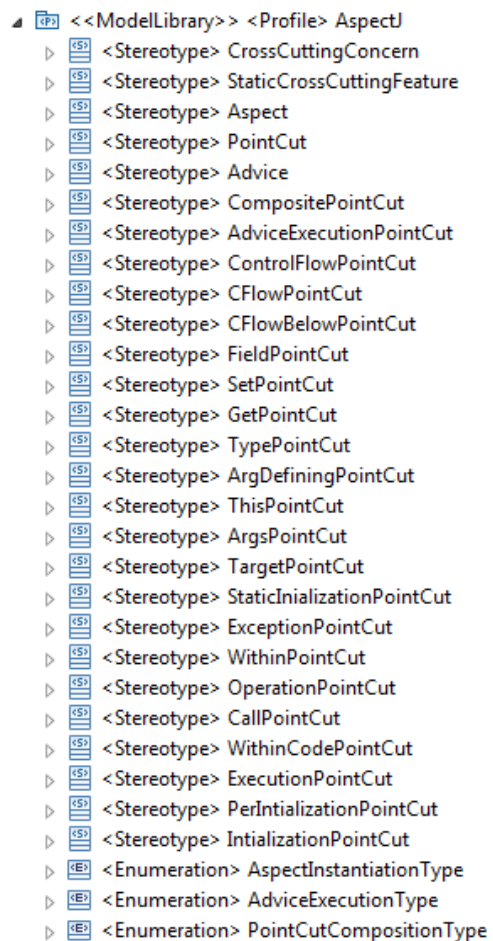 <<ModelLibrary>> <Profile> AspectJ
<Stereotype> CrossCuttingConcern
<Stereotype> StaticCrossCuttingFeature
<Stereotype> Aspect
<Stereotype> PointCut
<Stereotype> Advice
<Stereotype> CompositePointCut
<Stereotype> AdviceExecutionPointCut
<Stereotype> ControlFlowPointCut
<Stereotype> CFlowPointCut
<Stereotype> CFlowBelowPointCut
<Stereotype> FieldPointCut
<Stereotype> SetPointCut
<Stereotype> GetPointCut
<Stereotype> TypePointCut
<Stereotype> ArgDefiningPointCut
<Stereotype> ThisPointCut
<Stereotype> ArgsPointCut
<Stereotype> TargetPointCut
<Stereotype> StaticInializationPointCut
<Stereotype> ExceptionPointCut
<Stereotype> WithinPointCut
<Stereotype> OperationPointCut
<Stereotype> CallPointCut
<Stereotype> WithinCodePointCut
<Stereotype> ExecutionPointCut
<Stereotype> PerIntializationPointCut
<Stereotype> IntializationPointCut
<Enumeration> AspectInstantiationType
<Enumeration> AdviceExecutionType
<Enumeration> PointCutCompositionType